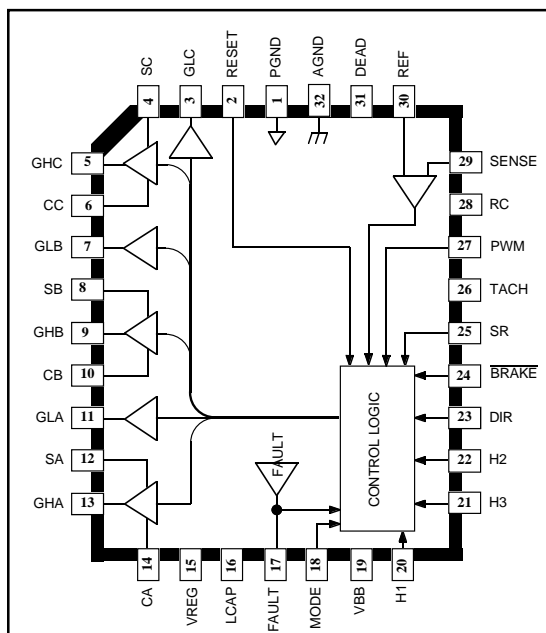 SC
GLC
RESET
PGND
AGND
DEAD
REF
4
3
2
1
32
31
30
GHC
5
29
SENSE
CC
6
28
RC
GLB
7
27
PWM
SB
8
26
TACH
GHB
9
25
SR
CB
10
24
BRAKE
GLA
11
23
DIR
SA
12
22
H2
GHA
13
21
H3
CONTROL LOGIC
FAULT
14
15
16
17
18
19
20
CA
VREG
LCAP
FAULT
MODE
VBB
H1